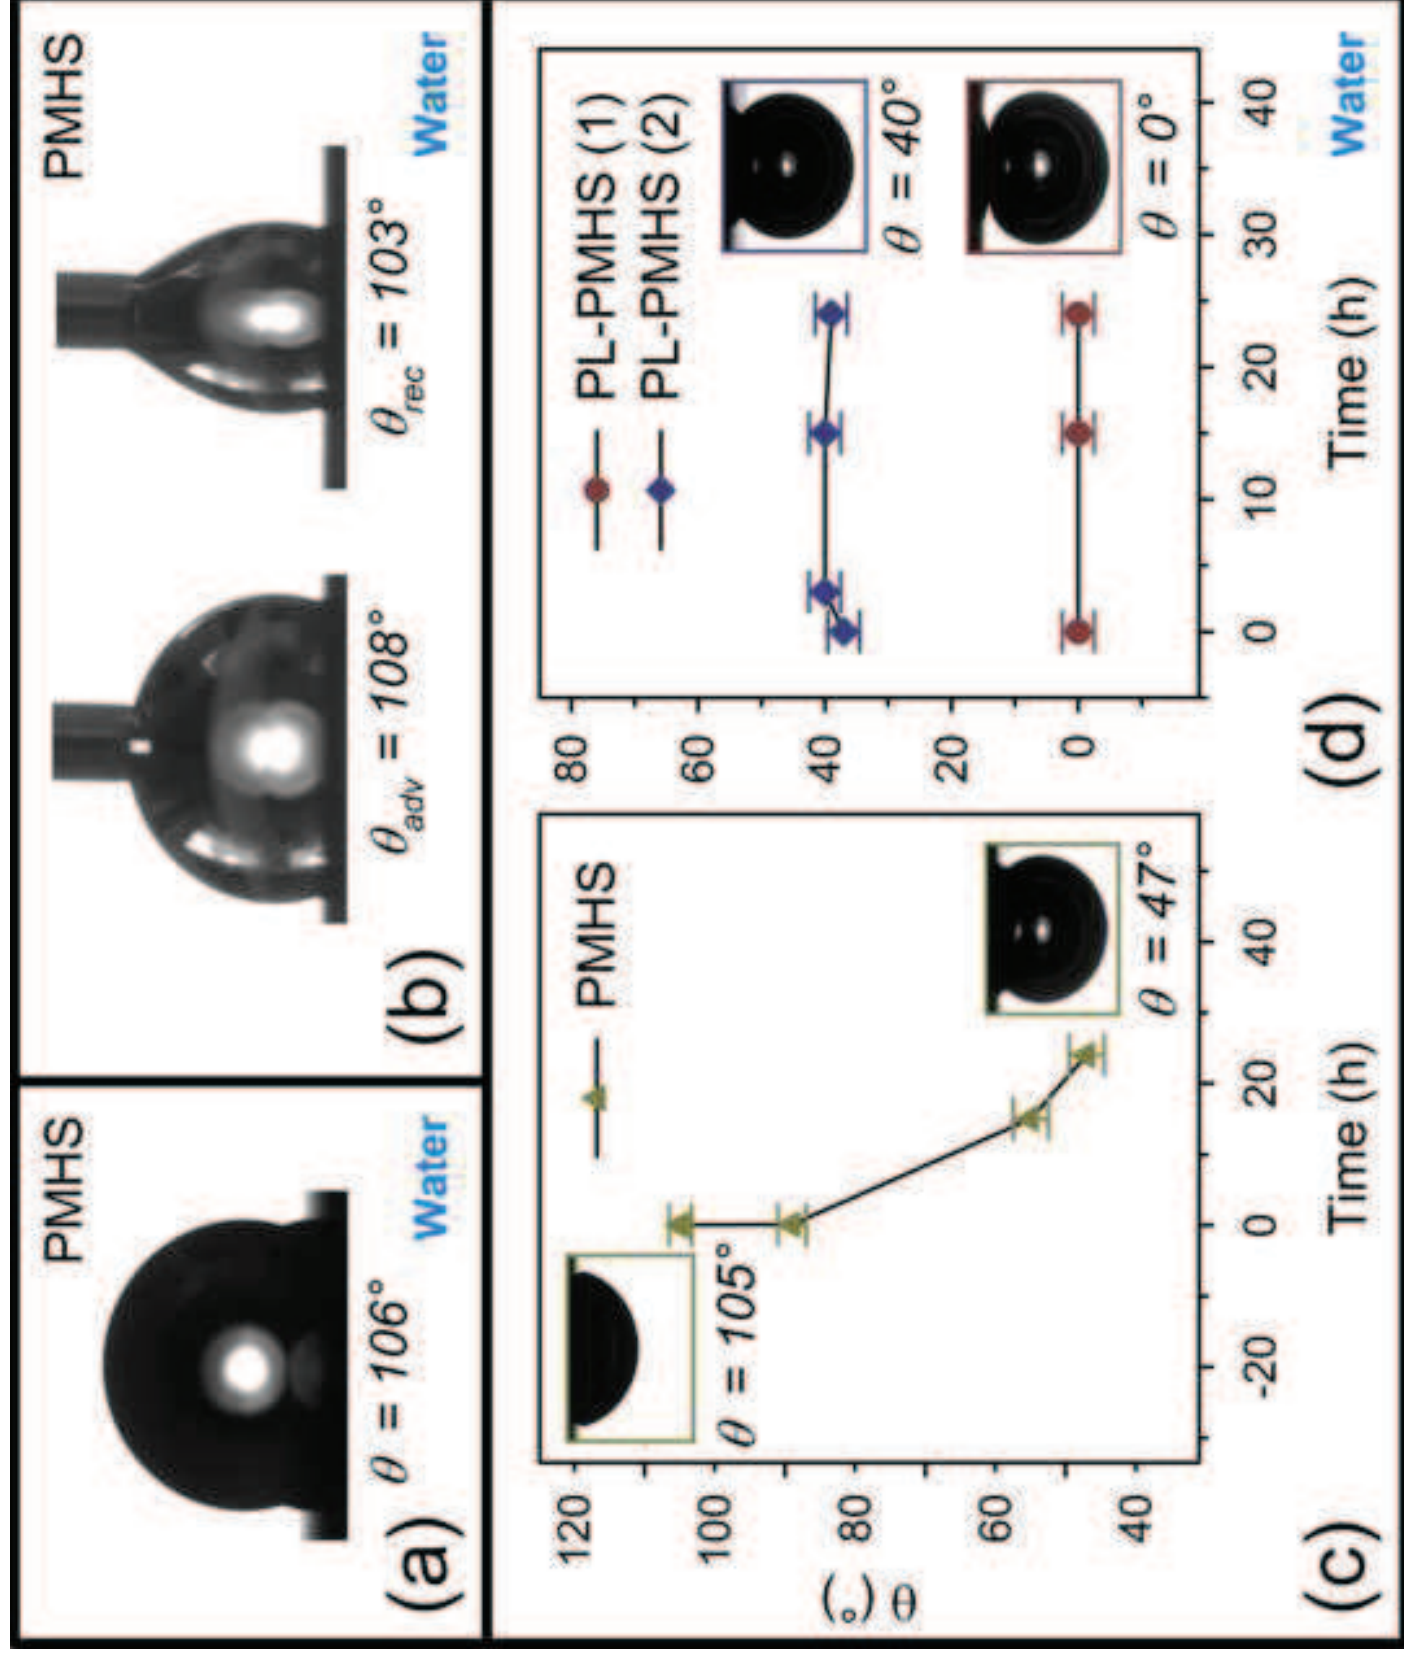 PMHS
θ = 106°
Water
(a)
PMHS
θadv = 108°
θrec = 103°
Water
(b)
θ (°)
120
100
80
60
40
PMHS
θ = 105°
θ = 47°
-20
0
20
40
Time (h)
(c)
80
60
40
20
0
PL-PMHS (1)
PL-PMHS (2)
θ = 40°
θ = 0°
0
10
20
30
40
Time (h)
Water
(d)